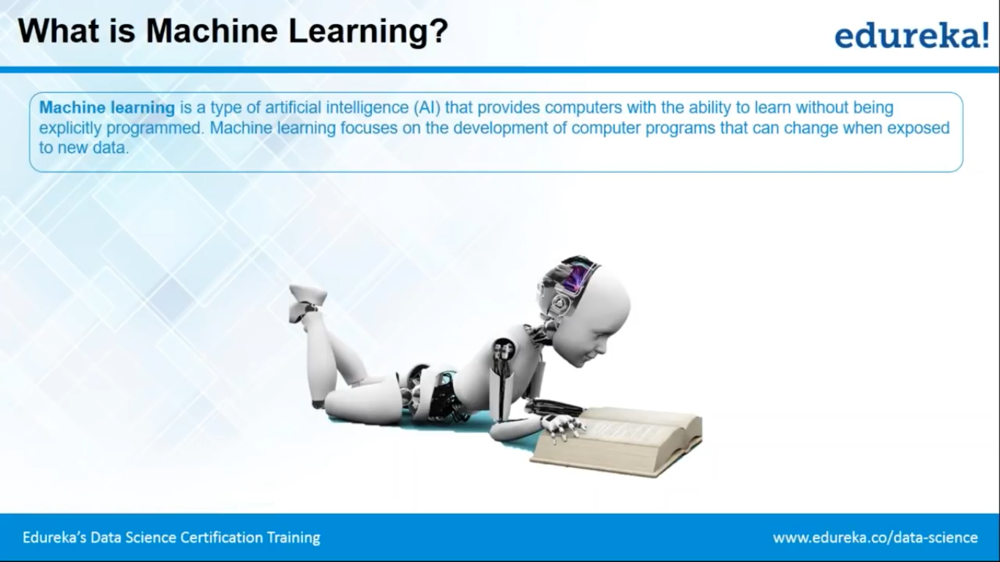 What is Machine Learning?
edureka!
Machine learning is a type of artificial intelligence (AI) that provides computers with the ability to learn without being
explicitly programmed. Machine learning focuses on the development of computer programs that can change when exposed
to new data.
Edureka's Data Science Certification Training
www.edureka.co/data-science